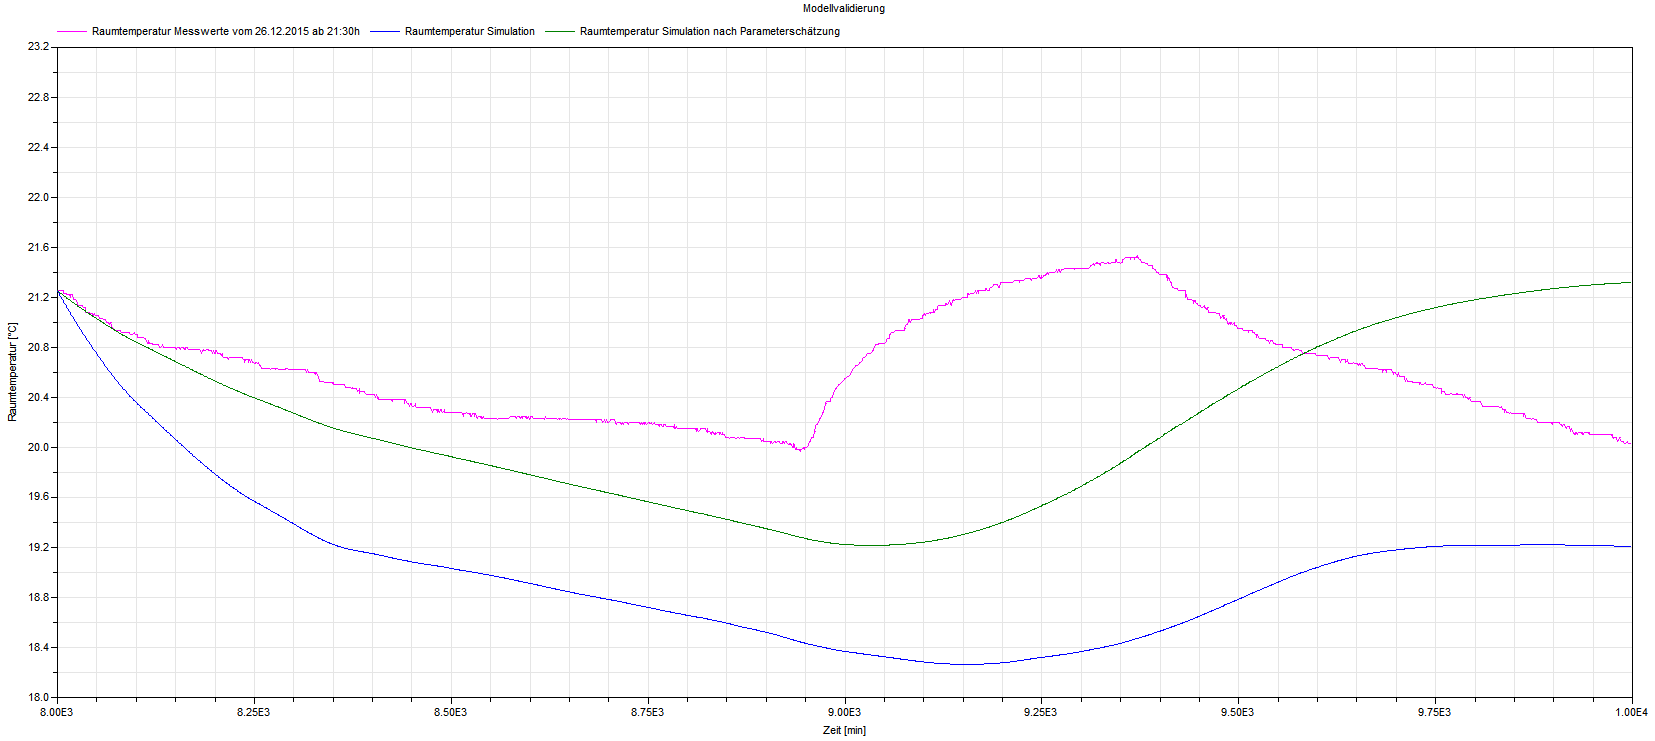 Modellvalidierung
Raumtemperatur Messwerte vom 26.12.2015 ab 21:30h Raumtemperatur Simulation Raumtemperatur Simulation nach Parameterschätzung
23.2
22.8
22.4
22.0
21.6
21.2
20.8
20.4
20.0
19.6
19.2
18.8
18.4
18.0
Raumtemperatur [°C]
8.00E3 8.25E3 8.50E3 8.75E3 9.00E3 9.25E3 9.50E3 9.75E3 1.00E4
Zeit [min]